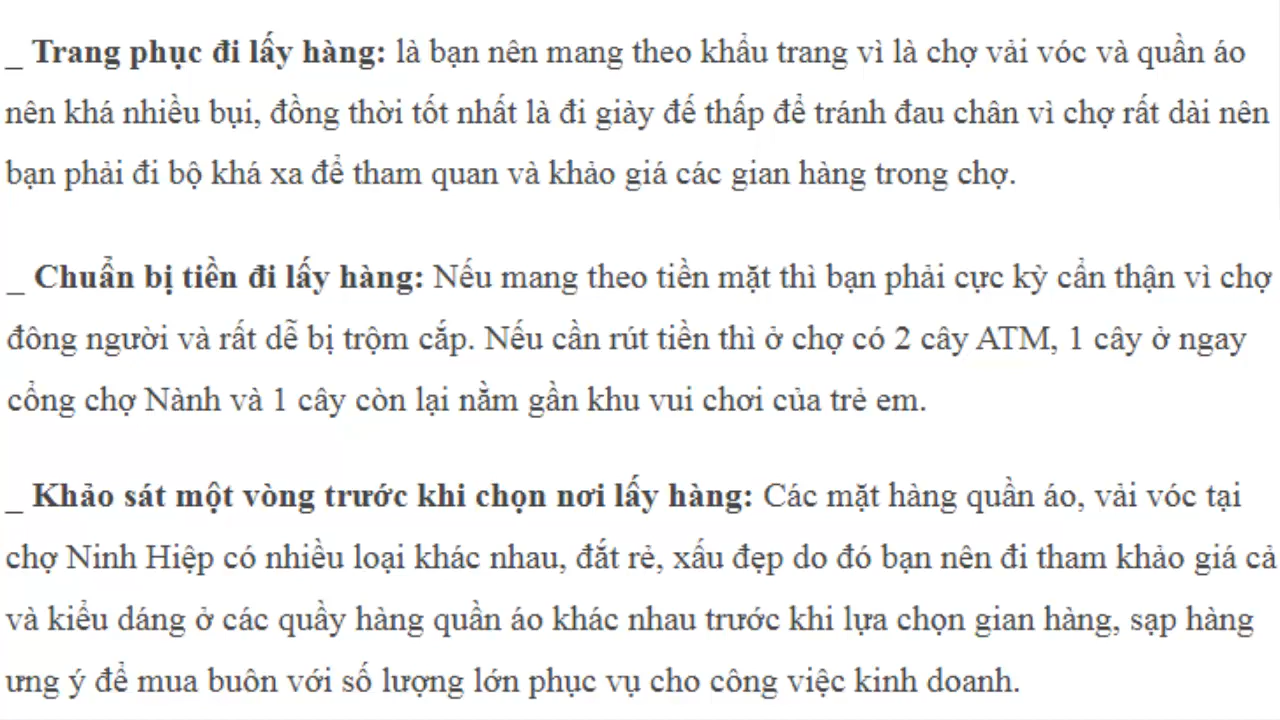 _ Trang phục đi lấy hàng: là bạn nên mang theo khẩu trang vì là chợ vải vóc và quần áo
nên khá nhiều bụi, đồng thời tốt nhất là đi giày đế thấp để tránh đau chân vì chợ rất dài nên
bạn phải đi bộ khá xa để tham quan và khảo giá các gian hàng trong chợ.
_ Chuẩn bị tiền đi lấy hàng: Nếu mang theo tiền mặt thì bạn phải cực kỳ cẩn thận vì chợ
đông người và rất dễ bị trộm cắp. Nếu cần rút tiền thì ở chợ có 2 cây ATM, 1 cây ở ngay
cổng chợ Nành và 1 cây còn lại nằm gần khu vui chơi của trẻ em.
_ Khảo sát một vòng trước khi chọn nơi lấy hàng: Các mặt hàng quần áo, vải vóc tại
chợ Ninh Hiệp có nhiều loại khác nhau, đắt rẻ, xấu đẹp do đó bạn nên đi tham khảo giá cả
và kiểu dáng ở các quầy hàng quần áo khác nhau trước khi lựa chọn gian hàng, sạp hàng
ưng ý để mua buôn với số lượng lớn phục vụ cho công việc kinh doanh.